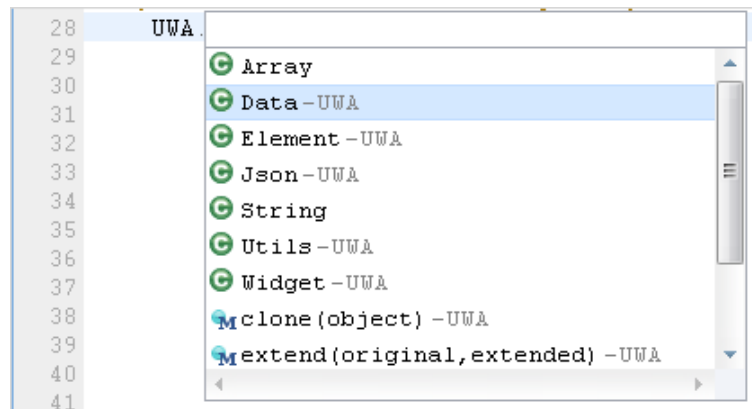 28 UWA.
29
30
31
32
33
34
35
36
37
38
39
40
41
Array
Data-UWA
Element-UWA
Json-UWA
String
Utils-UWA
Widget-UWA
clone(object)-UWA
extend(original,extended)-UWA